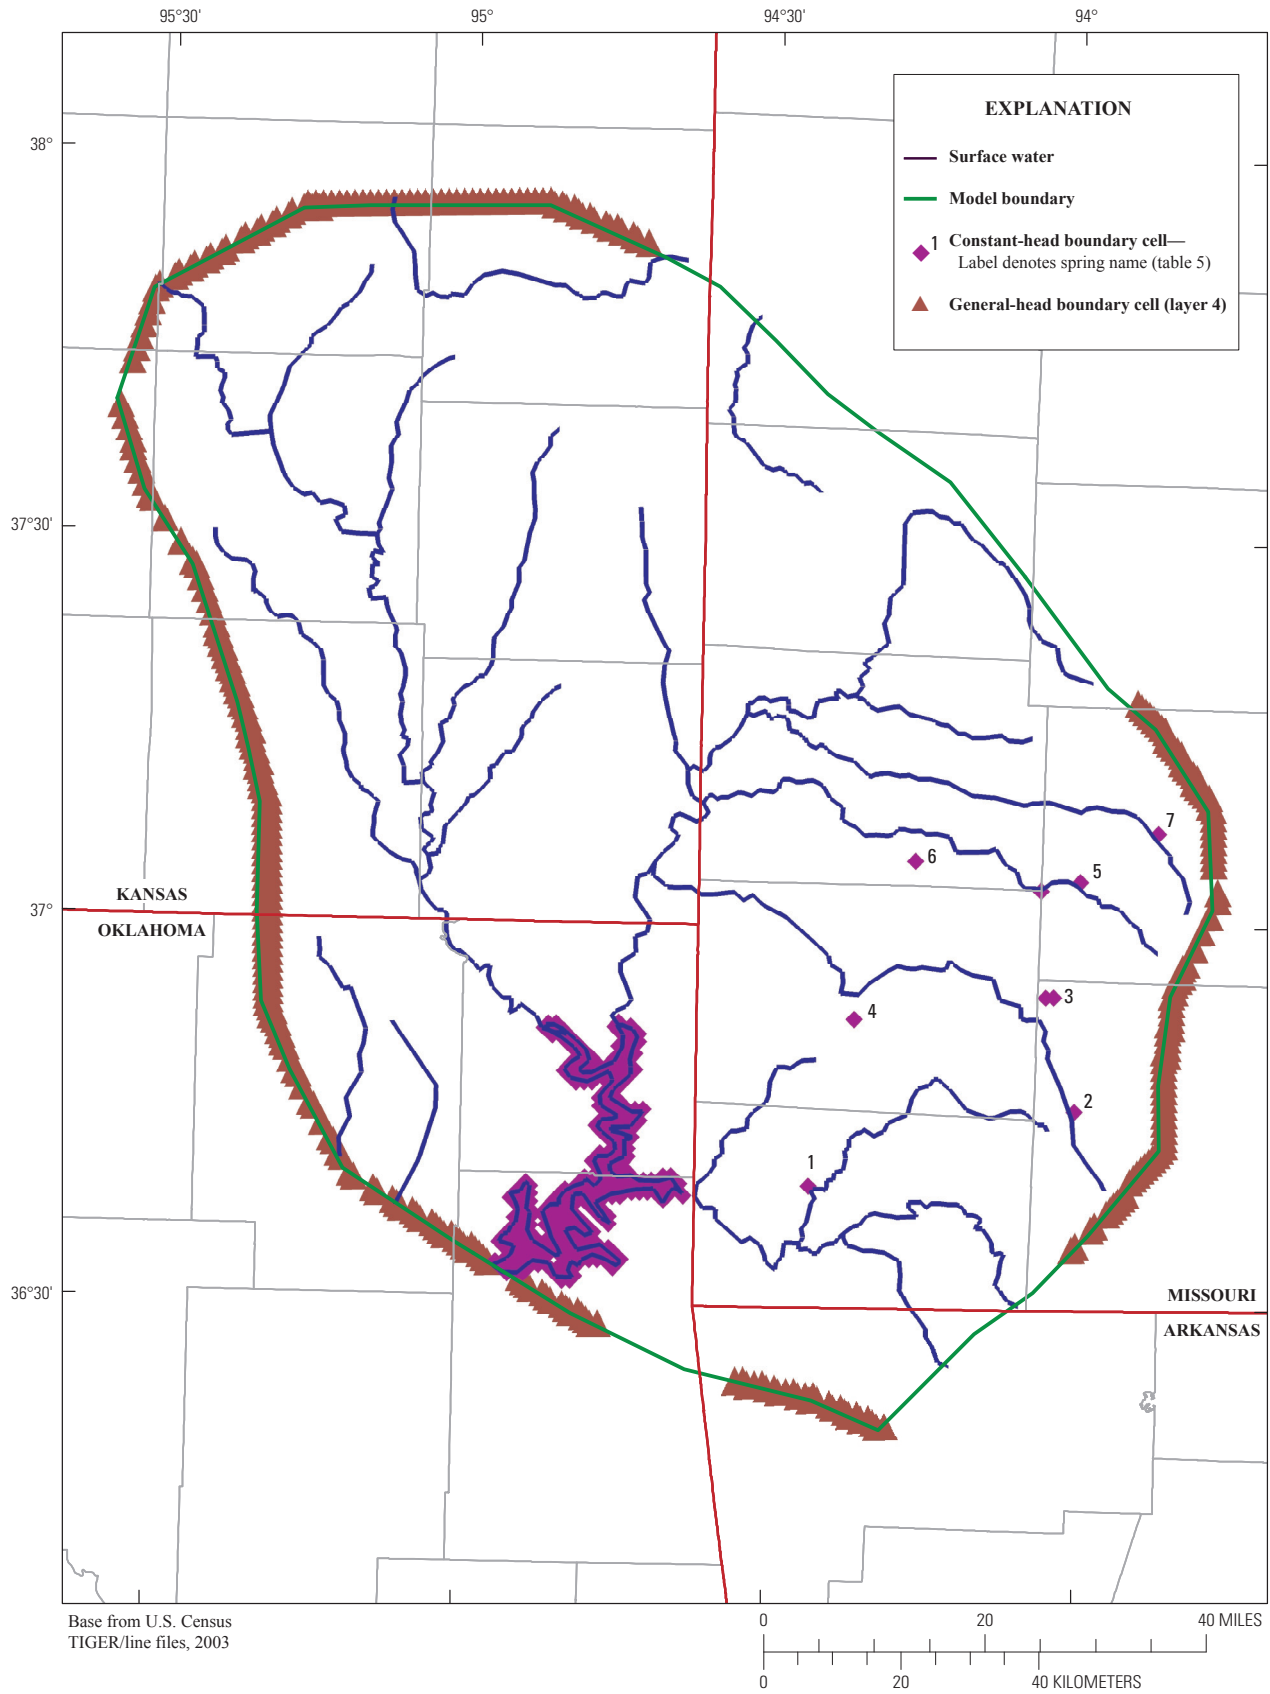 95°30'
95°
94°30'
94°
38°
EXPLANATION
Surface water
Model boundary
1
Constant-head boundary cell—
Label denotes spring name (table 5)
General-head boundary cell (layer 4)
37°30'
7
6
5
KANSAS
37°
OKLAHOMA
3
4
2
1
36°30'
MISSOURI
ARKANSAS
Base from U.S. Census
TIGER/line files, 2003
0
20
40 MILES
0
20
40 KILOMETERS